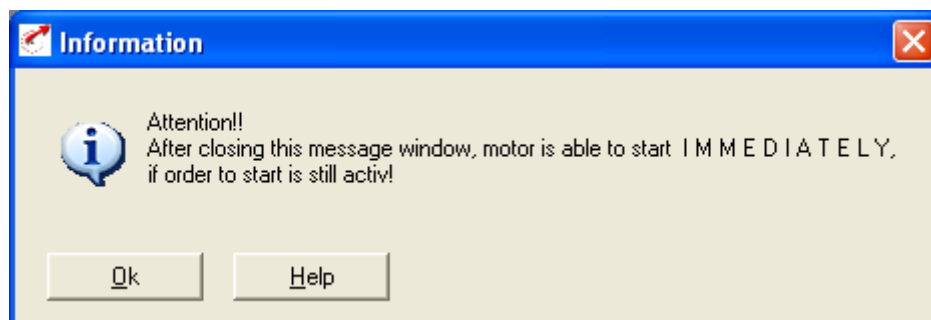 Information
Attention!!
After closing this message window, motor is able to start I M M E D I A T E L Y,
if order to start is still activ!
Ok
Help